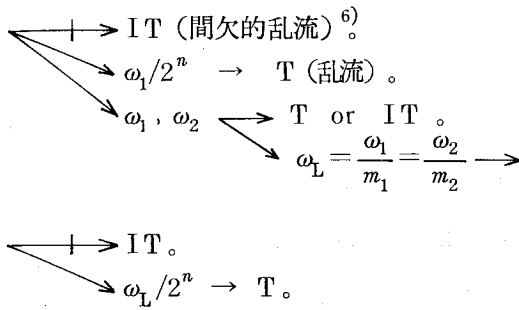 IT（間欠的乱流）⁶⁾。
ω₁/2ⁿ → T（乱流）。
ω₁，ω₂ → T or IT。
ω_L = ω₁/m₁ = ω₂/m₂ →
IT。
ω_L/2ⁿ → T。